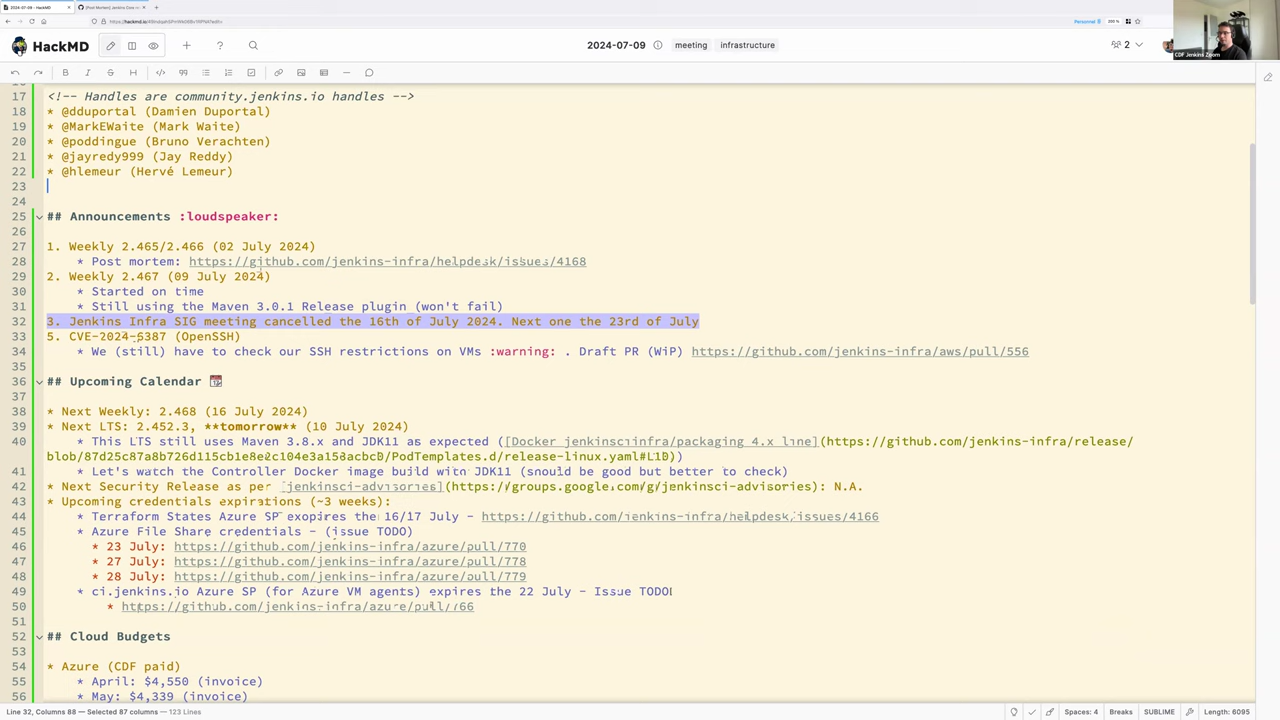 2024-07-09
[Post Mortem] Jenkins Core
Personnel
200 %
HackMD
2024-07-09
meeting
infrastructure
2
CDF Jenkins Zoom
17 <!-- Handles are community.jenkins.io handles -->
18 * @dduportal (Damien Duportal)
19 * @MarkEWaite (Mark Waite)
20 * @poddingue (Bruno Verachten)
21 * @jayredy999 (Jay Reddy)
22 * @hlemeur (Hervé Lemeur)
23
24
25 ## Announcements :loudspeaker:
26
27 1. Weekly 2.465/2.466 (02 July 2024)
28 * Post mortem: https://github.com/jenkins-infra/helpdesk/issues/4168
29 2. Weekly 2.467 (09 July 2024)
30 * Started on time
31 * Still using the Maven 3.0.1 Release plugin (won't fail)
32 3. Jenkins Infra SIG meeting cancelled the 16th of July 2024. Next one the 23rd of July
33 5. CVE-2024-6387 (OpenSSH)
34 * We (still) have to check our SSH restrictions on VMs :warning: . Draft PR (WiP) https://github.com/jenkins-infra/aws/pull/556
35
36 ## Upcoming Calendar 📆
37
38 * Next Weekly: 2.468 (16 July 2024)
39 * Next LTS: 2.452.3, **tomorrow** (10 July 2024)
40 * This LTS still uses Maven 3.8.x and JDK11 as expected ([Docker jenkinsciinfra/packaging 4.x line](https://github.com/jenkins-infra/release/
blob/87d25c87a8b726d115cb1e8e2c104e3a158acbc0/PodTemplates.d/release-linux.yaml#L10))
41 * Let's watch the Controller Docker image build with JDK11 (should be good but better to check)
42 * Next Security Release as per [jenkinsci-advisories](https://groups.google.com/g/jenkinsci-advisories): N.A.
43 * Upcoming credentials expirations (~3 weeks):
44 * Terraform States Azure SP exopires the 16/17 July - https://github.com/jenkins-infra/helpdesk/issues/4166
45 * Azure File Share credentials - (issue TODO)
46 * 23 July: https://github.com/jenkins-infra/azure/pull/770
47 * 27 July: https://github.com/jenkins-infra/azure/pull/778
48 * 28 July: https://github.com/jenkins-infra/azure/pull/779
49 * ci.jenkins.io Azure SP (for Azure VM agents) expires the 22 July - Issue TODO
50 * https://github.com/jenkins-infra/azure/pull/766
51
52 ## Cloud Budgets
53
54 * Azure (CDF paid)
55 * April: $4,550 (invoice)
56 * May: $4,339 (invoice)
Line 32, Columns 88 — Selected 87 columns — 123 Lines
Spaces: 4
Breaks
SUBLIME
Length: 6095